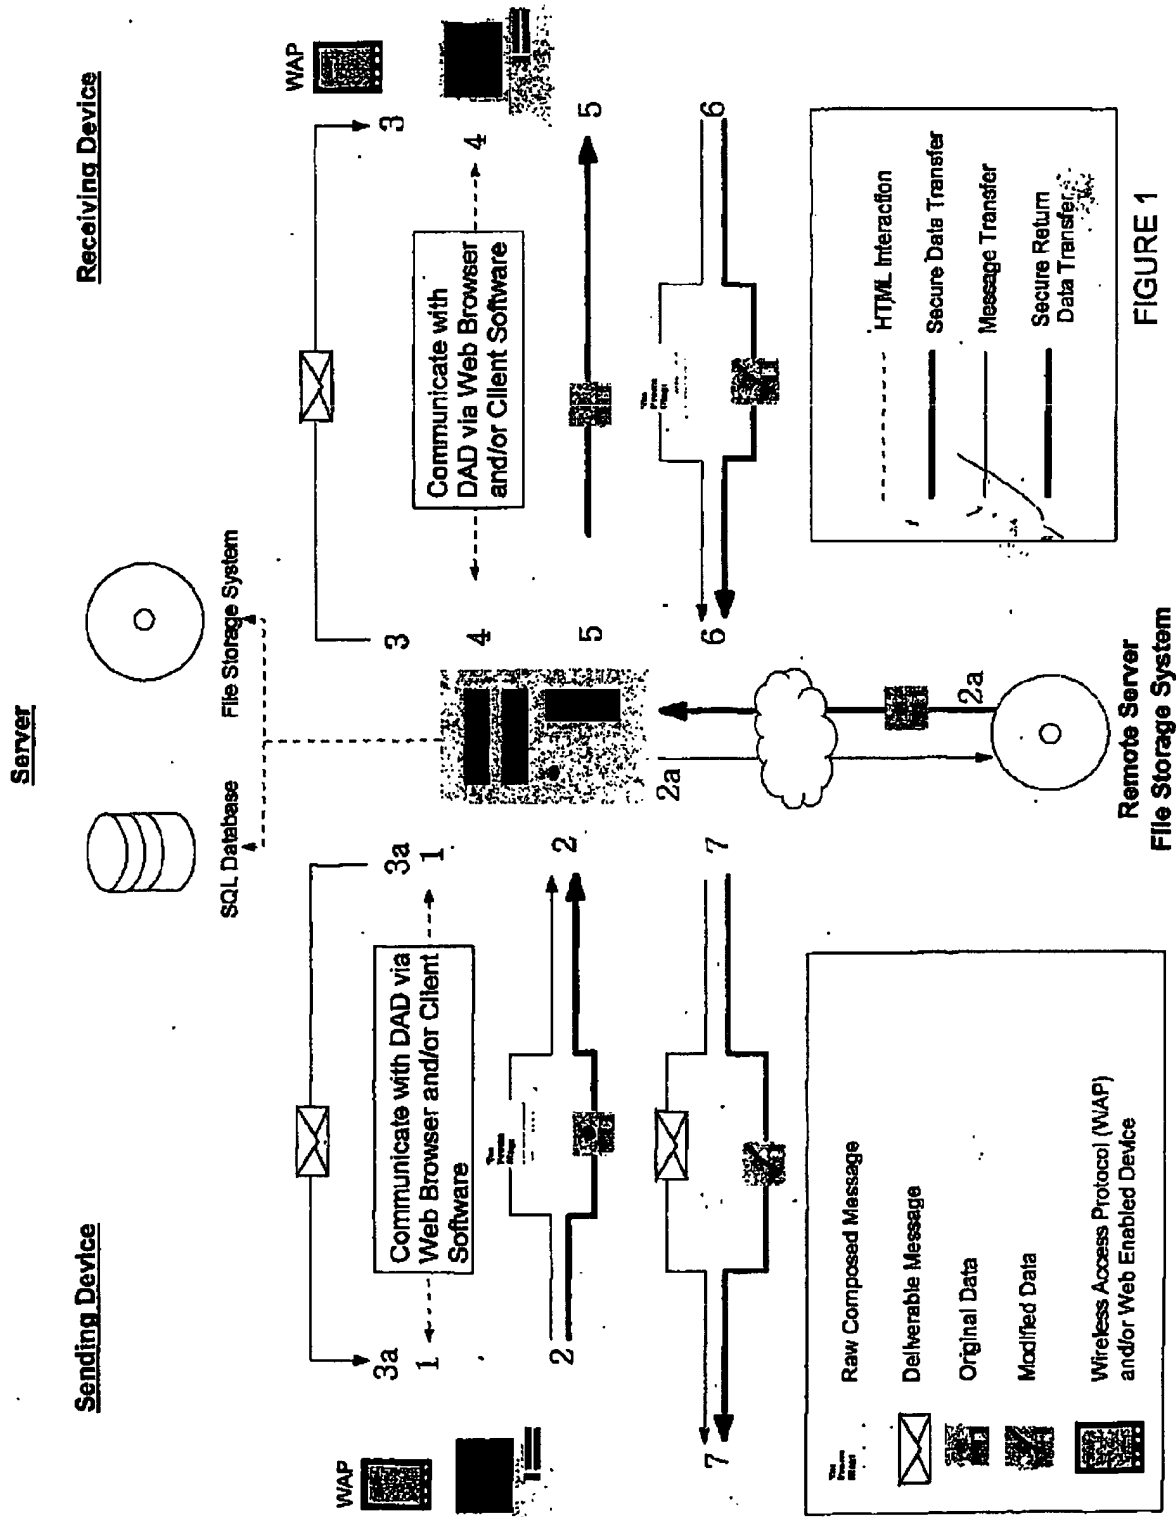 Sending Device
Server
Receiving Device
WAP
3a
3a
1
1
Communicate with DAD via
Web Browser and/or Client
Software
2
2
7
7
SQL Database
File Storage System
2a
2a
Remote Server
File Storage System
WAP
3
3
4
4
Communicate with
DAD via Web Browser
and/or Client Software
5
5
6
6
Raw Composed Message
Deliverable Message
Original Data
Modified Data
Wireless Access Protocol (WAP)
and/or Web Enabled Device
HTML Interaction
Secure Data Transfer
Message Transfer
Secure Return
Data Transfer
FIGURE 1